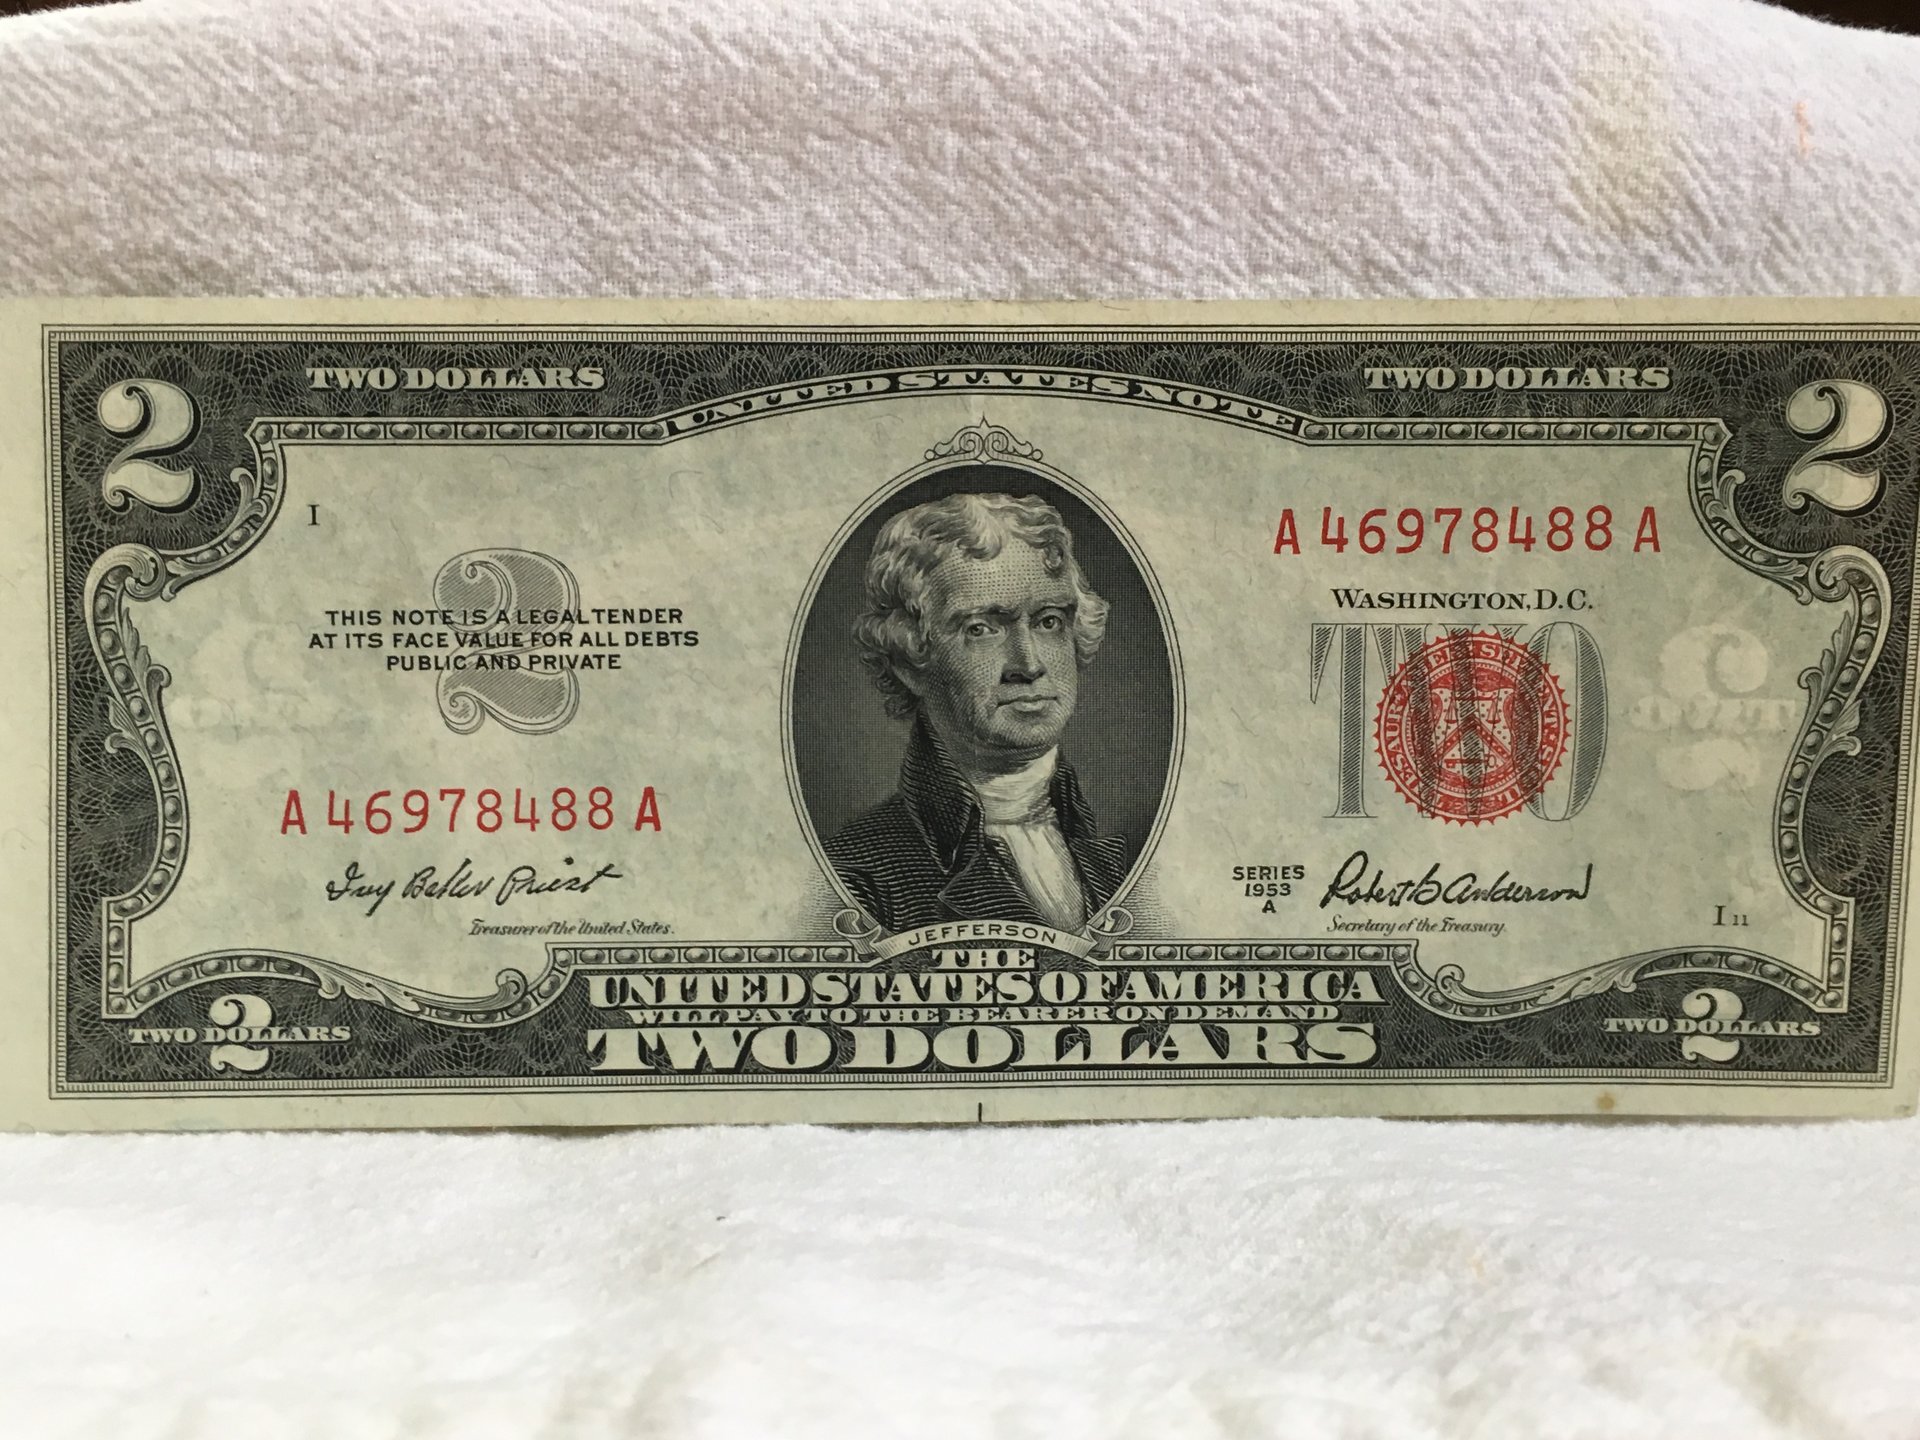 TWO DOLLARS
UNITED STATES NOTE
TWO DOLLARS
2
2
I
A 46978488 A
2
THIS NOTE IS A LEGAL TENDER
AT ITS FACE VALUE FOR ALL DEBTS
PUBLIC AND PRIVATE
WASHINGTON, D.C.
TWO
A 46978488 A
Ivy Baker Priest
Treasurer of the United States.
SERIES
1953
A
Robert B Anderson
Secretary of the Treasury.
I 11
JEFFERSON
THE
UNITED STATES OF AMERICA
WILL PAY TO THE BEARER ON DEMAND
TWO DOLLARS
TWO DOLLARS
2
TWO DOLLARS
2